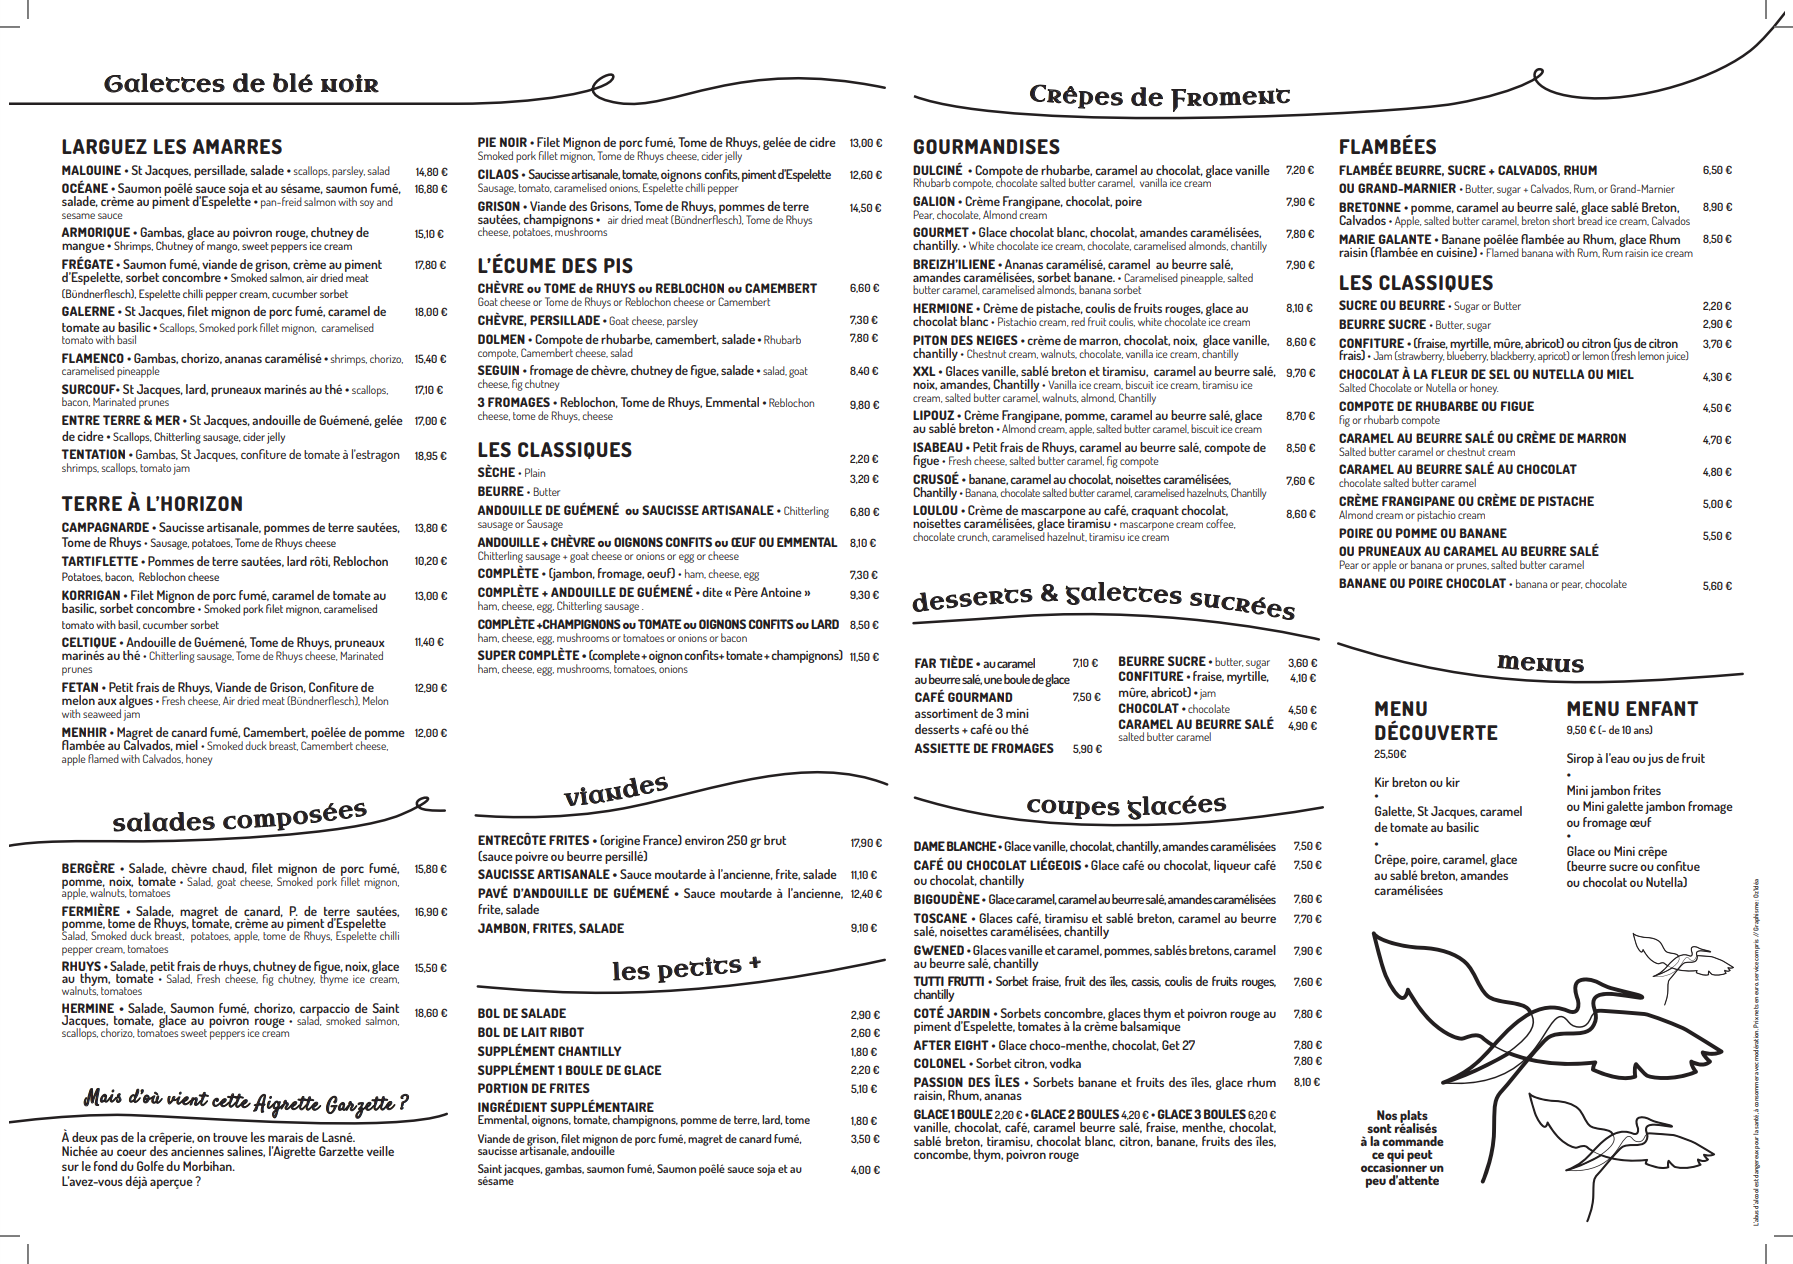 Galettes de blé noir
LARGUEZ LES AMARRES
MALOUINE • St Jacques, persillade, salade • scallops, parsley, salad 14,80 €
OCÉANE • Saumon poêlé sauce soja et au sésame, saumon fumé, 16,80 €
salade, crème au piment d'Espelette • pan-freid salmon with soy and
sesame sauce
ARMORIQUE • Gambas, glace au poivron rouge, chutney de 15,10 €
mangue • Shrimps, Chutney of mango, sweet peppers ice cream
FRÉGATE • Saumon fumé, viande de grison, crème au piment 17,80 €
d'Espelette, sorbet concombre • Smoked salmon, air dried meat
(Bündnerflesch), Espelette chilli pepper cream, cucumber sorbet
GALERNE • St Jacques, filet mignon de porc fumé, caramel de 18,00 €
tomate au basilic • Scallops, Smoked pork fillet mignon, caramelised
tomato with basil
FLAMENCO • Gambas, chorizo, ananas caramélisé • shrimps, chorizo, 15,40 €
caramelised pineapple
SURCOUF• St Jacques, lard, pruneaux marinés au thé • scallops, 17,10 €
bacon, Marinated prunes
ENTRE TERRE & MER • St Jacques, andouille de Guémené, gelée 17,00 €
de cidre • Scallops, Chitterling sausage, cider jelly
TENTATION • Gambas, St Jacques, confiture de tomate à l'estragon 18,95 €
shrimps, scallops, tomato jam
TERRE À L'HORIZON
CAMPAGNARDE • Saucisse artisanale, pommes de terre sautées, 13,80 €
Tome de Rhuys • Sausage, potatoes, Tome de Rhuys cheese
TARTIFLETTE • Pommes de terre sautées, lard rôti, Reblochon 10,20 €
Potatoes, bacon, Reblochon cheese
KORRIGAN • Filet Mignon de porc fumé, caramel de tomate au 13,00 €
basilic, sorbet concombre • Smoked pork filet mignon, caramelised
tomato with basil, cucumber sorbet
CELTIQUE • Andouille de Guémené, Tome de Rhuys, pruneaux 11,40 €
marinés au thé • Chitterling sausage, Tome de Rhuys cheese, Marinated
prunes
FETAN • Petit frais de Rhuys, Viande de Grison, Confiture de 12,90 €
melon aux algues • Fresh cheese, Air dried meat (Bündnerflesch), Melon
with seaweed jam
MENHIR • Magret de canard fumé, Camembert, poêlée de pomme 12,00 €
flambée au Calvados, miel • Smoked duck breast, Camembert cheese,
apple flamed with Calvados, honey
salades composées
BERGÈRE • Salade, chèvre chaud, filet mignon de porc fumé, 15,80 €
pomme, noix, tomate • Salad, goat cheese, Smoked pork fillet mignon,
apple, walnuts, tomatoes
FERMIÈRE • Salade, magret de canard, P. de terre sautées, 16,90 €
pomme, tome de Rhuys, tomate, crème au piment d'Espelette
Salad, Smoked duck breast, potatoes, apple, tome de Rhuys, Espelette chilli
pepper cream, tomatoes
RHUYS • Salade, petit frais de rhuys, chutney de figue, noix, glace 15,50 €
au thym, tomate • Salad, Fresh cheese, fig chutney, thyme ice cream,
walnuts, tomatoes
HERMINE • Salade, Saumon fumé, chorizo, carpaccio de Saint 18,60 €
Jacques, tomate, glace au poivron rouge • salad, smoked salmon,
scallops, chorizo, tomatoes sweet peppers ice cream
Mais d'où vient cette Aigrette Garzette ?
À deux pas de la crêperie, on trouve les marais de Lasné.
Nichée au coeur des anciennes salines, l'Aigrette Garzette veille
sur le fond du Golfe du Morbihan.
L'avez-vous déjà aperçue ?
PIE NOIR • Filet Mignon de porc fumé, Tome de Rhuys, gelée de cidre 13,00 €
Smoked pork fillet mignon, Tome de Rhuys cheese, cider jelly
CILAOS • Saucisse artisanale, tomate, oignons confits, piment d'Espelette 12,60 €
Sausage, tomato, caramelised onions, Espelette chilli pepper
GRISON • Viande des Grisons, Tome de Rhuys, pommes de terre 14,50 €
sautées, champignons • air dried meat (Bündnerflesch), Tome de Rhuys
cheese, potatoes, mushrooms
L'ÉCUME DES PIS
CHÈVRE ou TOME de RHUYS ou REBLOCHON ou CAMEMBERT 6,60 €
Goat cheese or Tome de Rhuys or Reblochon cheese or Camembert
CHÈVRE, PERSILLADE • Goat cheese, parsley 7,30 €
DOLMEN • Compote de rhubarbe, camembert, salade • Rhubarb 7,80 €
compote, Camembert cheese, salad
SEGUIN • fromage de chèvre, chutney de figue, salade • salad, goat 8,40 €
cheese, fig chutney
3 FROMAGES • Reblochon, Tome de Rhuys, Emmental • Reblochon 9,80 €
cheese, tome de Rhuys, cheese
LES CLASSIQUES
SÈCHE • Plain 2,20 €
BEURRE • Butter 3,20 €
ANDOUILLE DE GUÉMENÉ ou SAUCISSE ARTISANALE • Chitterling 6,80 €
sausage or Sausage
ANDOUILLE + CHÈVRE ou OIGNONS CONFITS ou ŒUF OU EMMENTAL 8,10 €
Chitterling sausage + goat cheese or onions or egg or cheese
COMPLÈTE • (jambon, fromage, oeuf) • ham, cheese, egg 7,30 €
COMPLÈTE + ANDOUILLE DE GUÉMENÉ • dite « Père Antoine » 9,30 €
ham, cheese, egg, Chitterling sausage .
COMPLÈTE +CHAMPIGNONS ou TOMATE ou OIGNONS CONFITS ou LARD 8,50 €
ham, cheese, egg, mushrooms or tomatoes or onions or bacon
SUPER COMPLÈTE • (complete + oignon confits+ tomate + champignons) 11,50 €
ham, cheese, egg, mushrooms, tomatoes, onions
viandes
ENTRECÔTE FRITES • (origine France) environ 250 gr brut 17,90 €
(sauce poivre ou beurre persillé)
SAUCISSE ARTISANALE • Sauce moutarde à l'ancienne, frite, salade 11,10 €
PAVÉ D'ANDOUILLE DE GUÉMENÉ • Sauce moutarde à l'ancienne, 12,40 €
frite, salade
JAMBON, FRITES, SALADE 9,10 €
les petits +
BOL DE SALADE 2,90 €
BOL DE LAIT RIBOT 2,60 €
SUPPLÉMENT CHANTILLY 1,80 €
SUPPLÉMENT 1 BOULE DE GLACE 2,20 €
PORTION DE FRITES 5,10 €
INGRÉDIENT SUPPLÉMENTAIRE
Emmental, oignons, tomate, champignons, pomme de terre, lard, tome 1,80 €
Viande de grison, filet mignon de porc fumé, magret de canard fumé, 3,50 €
saucisse artisanale, andouille
Saint jacques, gambas, saumon fumé, Saumon poêlé sauce soja et au 4,00 €
sésame
Crêpes de Froment
GOURMANDISES
DULCINÉ • Compote de rhubarbe, caramel au chocolat, glace vanille 7,20 €
Rhubarb compote, chocolate salted butter caramel, vanilla ice cream
GALION • Crème Frangipane, chocolat, poire 7,90 €
Pear, chocolate, Almond cream
GOURMET • Glace chocolat blanc, chocolat, amandes caramélisées, 7,80 €
chantilly. • White chocolate ice cream, chocolate, caramelised almonds, chantilly
BREIZH'ILIENE • Ananas caramélisé, caramel au beurre salé, 7,90 €
amandes caramélisées, sorbet banane. • Caramelised pineapple, salted
butter caramel, caramelised almonds, banana sorbet
HERMIONE • Crème de pistache, coulis de fruits rouges, glace au 8,10 €
chocolat blanc • Pistachio cream, red fruit coulis, white chocolate ice cream
PITON DES NEIGES • crème de marron, chocolat, noix, glace vanille, 8,60 €
chantilly • Chestnut cream, walnuts, chocolate, vanilla ice cream, chantilly
XXL • Glaces vanille, sablé breton et tiramisu, caramel au beurre salé, 9,70 €
noix, amandes, Chantilly • Vanilla ice cream, biscuit ice cream, tiramisu ice
cream, salted butter caramel, walnuts, almond, Chantilly
LIPOUZ • Crème Frangipane, pomme, caramel au beurre salé, glace 8,70 €
au sablé breton • Almond cream, apple, salted butter caramel, biscuit ice cream
ISABEAU • Petit frais de Rhuys, caramel au beurre salé, compote de 8,50 €
figue • Fresh cheese, salted butter caramel, fig compote
CRUSOÉ • banane, caramel au chocolat, noisettes caramélisées, 7,60 €
Chantilly • Banana, chocolate salted butter caramel, caramelised hazelnuts, Chantilly
LOULOU • Crème de mascarpone au café, craquant chocolat, 8,60 €
noisettes caramélisées, glace tiramisu • mascarpone cream coffee,
chocolate crunch, caramelised hazelnut, tiramisu ice cream
desserts & galettes sucrées
FAR TIÈDE • au caramel 7,10 €
au beurre salé, une boule de glace
CAFÉ GOURMAND 7,50 €
assortiment de 3 mini
desserts + café ou thé
ASSIETTE DE FROMAGES 5,90 €
BEURRE SUCRE • butter, sugar 3,60 €
CONFITURE • fraise, myrtille, 4,10 €
mûre, abricot) • jam
CHOCOLAT • chocolate 4,50 €
CARAMEL AU BEURRE SALÉ 4,90 €
salted butter caramel
coupes glacées
DAME BLANCHE • Glace vanille, chocolat, chantilly, amandes caramélisées 7,50 €
CAFÉ OU CHOCOLAT LIÉGEOIS • Glace café ou chocolat, liqueur café 7,50 €
ou chocolat, chantilly
BIGOUDÈNE • Glace caramel, caramel au beurre salé, amandes caramélisées 7,60 €
TOSCANE • Glaces café, tiramisu et sablé breton, caramel au beurre 7,70 €
salé, noisettes caramélisées, chantilly
GWENED • Glaces vanille et caramel, pommes, sablés bretons, caramel 7,90 €
au beurre salé, chantilly
TUTTI FRUTTI • Sorbet fraise, fruit des îles, cassis, coulis de fruits rouges, 7,60 €
chantilly
COTÉ JARDIN • Sorbets concombre, glaces thym et poivron rouge au 7,80 €
piment d'Espelette, tomates à la crème balsamique
AFTER EIGHT • Glace choco-menthe, chocolat, Get 27 7,80 €
COLONEL • Sorbet citron, vodka 7,80 €
PASSION DES ÎLES • Sorbets banane et fruits des îles, glace rhum 8,10 €
raisin, Rhum, ananas
GLACE 1 BOULE 2,20 € • GLACE 2 BOULES 4,20 € • GLACE 3 BOULES 6,20 €
vanille, chocolat, café, caramel beurre salé, fraise, menthe, chocolat,
sablé breton, tiramisu, chocolat blanc, citron, banane, fruits des îles,
concombe, thym, poivron rouge
FLAMBÉES
FLAMBÉE BEURRE, SUCRE + CALVADOS, RHUM 6,50 €
OU GRAND-MARNIER • Butter, sugar + Calvados, Rum, or Grand-Marnier
BRETONNE • pomme, caramel au beurre salé, glace sablé Breton, 8,90 €
Calvados • Apple, salted butter caramel, breton short bread ice cream, Calvados
MARIE GALANTE • Banane poêlée flambée au Rhum, glace Rhum 8,50 €
raisin (flambée en cuisine) • Flamed banana with Rum, Rum raisin ice cream
LES CLASSIQUES
SUCRE OU BEURRE • Sugar or Butter 2,20 €
BEURRE SUCRE • Butter, sugar 2,90 €
CONFITURE • (fraise, myrtille, mûre, abricot) ou citron (jus de citron 3,70 €
frais) • Jam (strawberry, blueberry, blackberry, apricot) or lemon (fresh lemon juice)
CHOCOLAT À LA FLEUR DE SEL OU NUTELLA OU MIEL 4,30 €
Salted Chocolate or Nutella or honey.
COMPOTE DE RHUBARBE OU FIGUE 4,50 €
fig or rhubarb compote
CARAMEL AU BEURRE SALÉ OU CRÈME DE MARRON 4,70 €
Salted butter caramel or chestnut cream
CARAMEL AU BEURRE SALÉ AU CHOCOLAT 4,80 €
chocolate salted butter caramel
CRÈME FRANGIPANE OU CRÈME DE PISTACHE 5,00 €
Almond cream or pistachio cream
POIRE OU POMME OU BANANE 5,50 €
OU PRUNEAUX AU CARAMEL AU BEURRE SALÉ
Pear or apple or banana or prunes, salted butter caramel
BANANE OU POIRE CHOCOLAT • banana or pear, chocolate 5,60 €
menus
MENU
DÉCOUVERTE
25,50€
Kir breton ou kir
•
Galette, St Jacques, caramel
de tomate au basilic
•
Crêpe, poire, caramel, glace
au sablé breton, amandes
caramélisées
MENU ENFANT
9,50 € (- de 10 ans)
Sirop à l'eau ou jus de fruit
•
Mini jambon frites
ou Mini galette jambon fromage
ou fromage œuf
•
Glace ou Mini crêpe
(beurre sucre ou confitue
ou chocolat ou Nutella)
Nos plats
sont réalisés
à la commande
ce qui peut
occasionner un
peu d'attente
L'abus d'alcool est dangereux pour la santé, à consommer avec modération. Prix nets en euro, service compris // Graphisme : Oz'Idéa